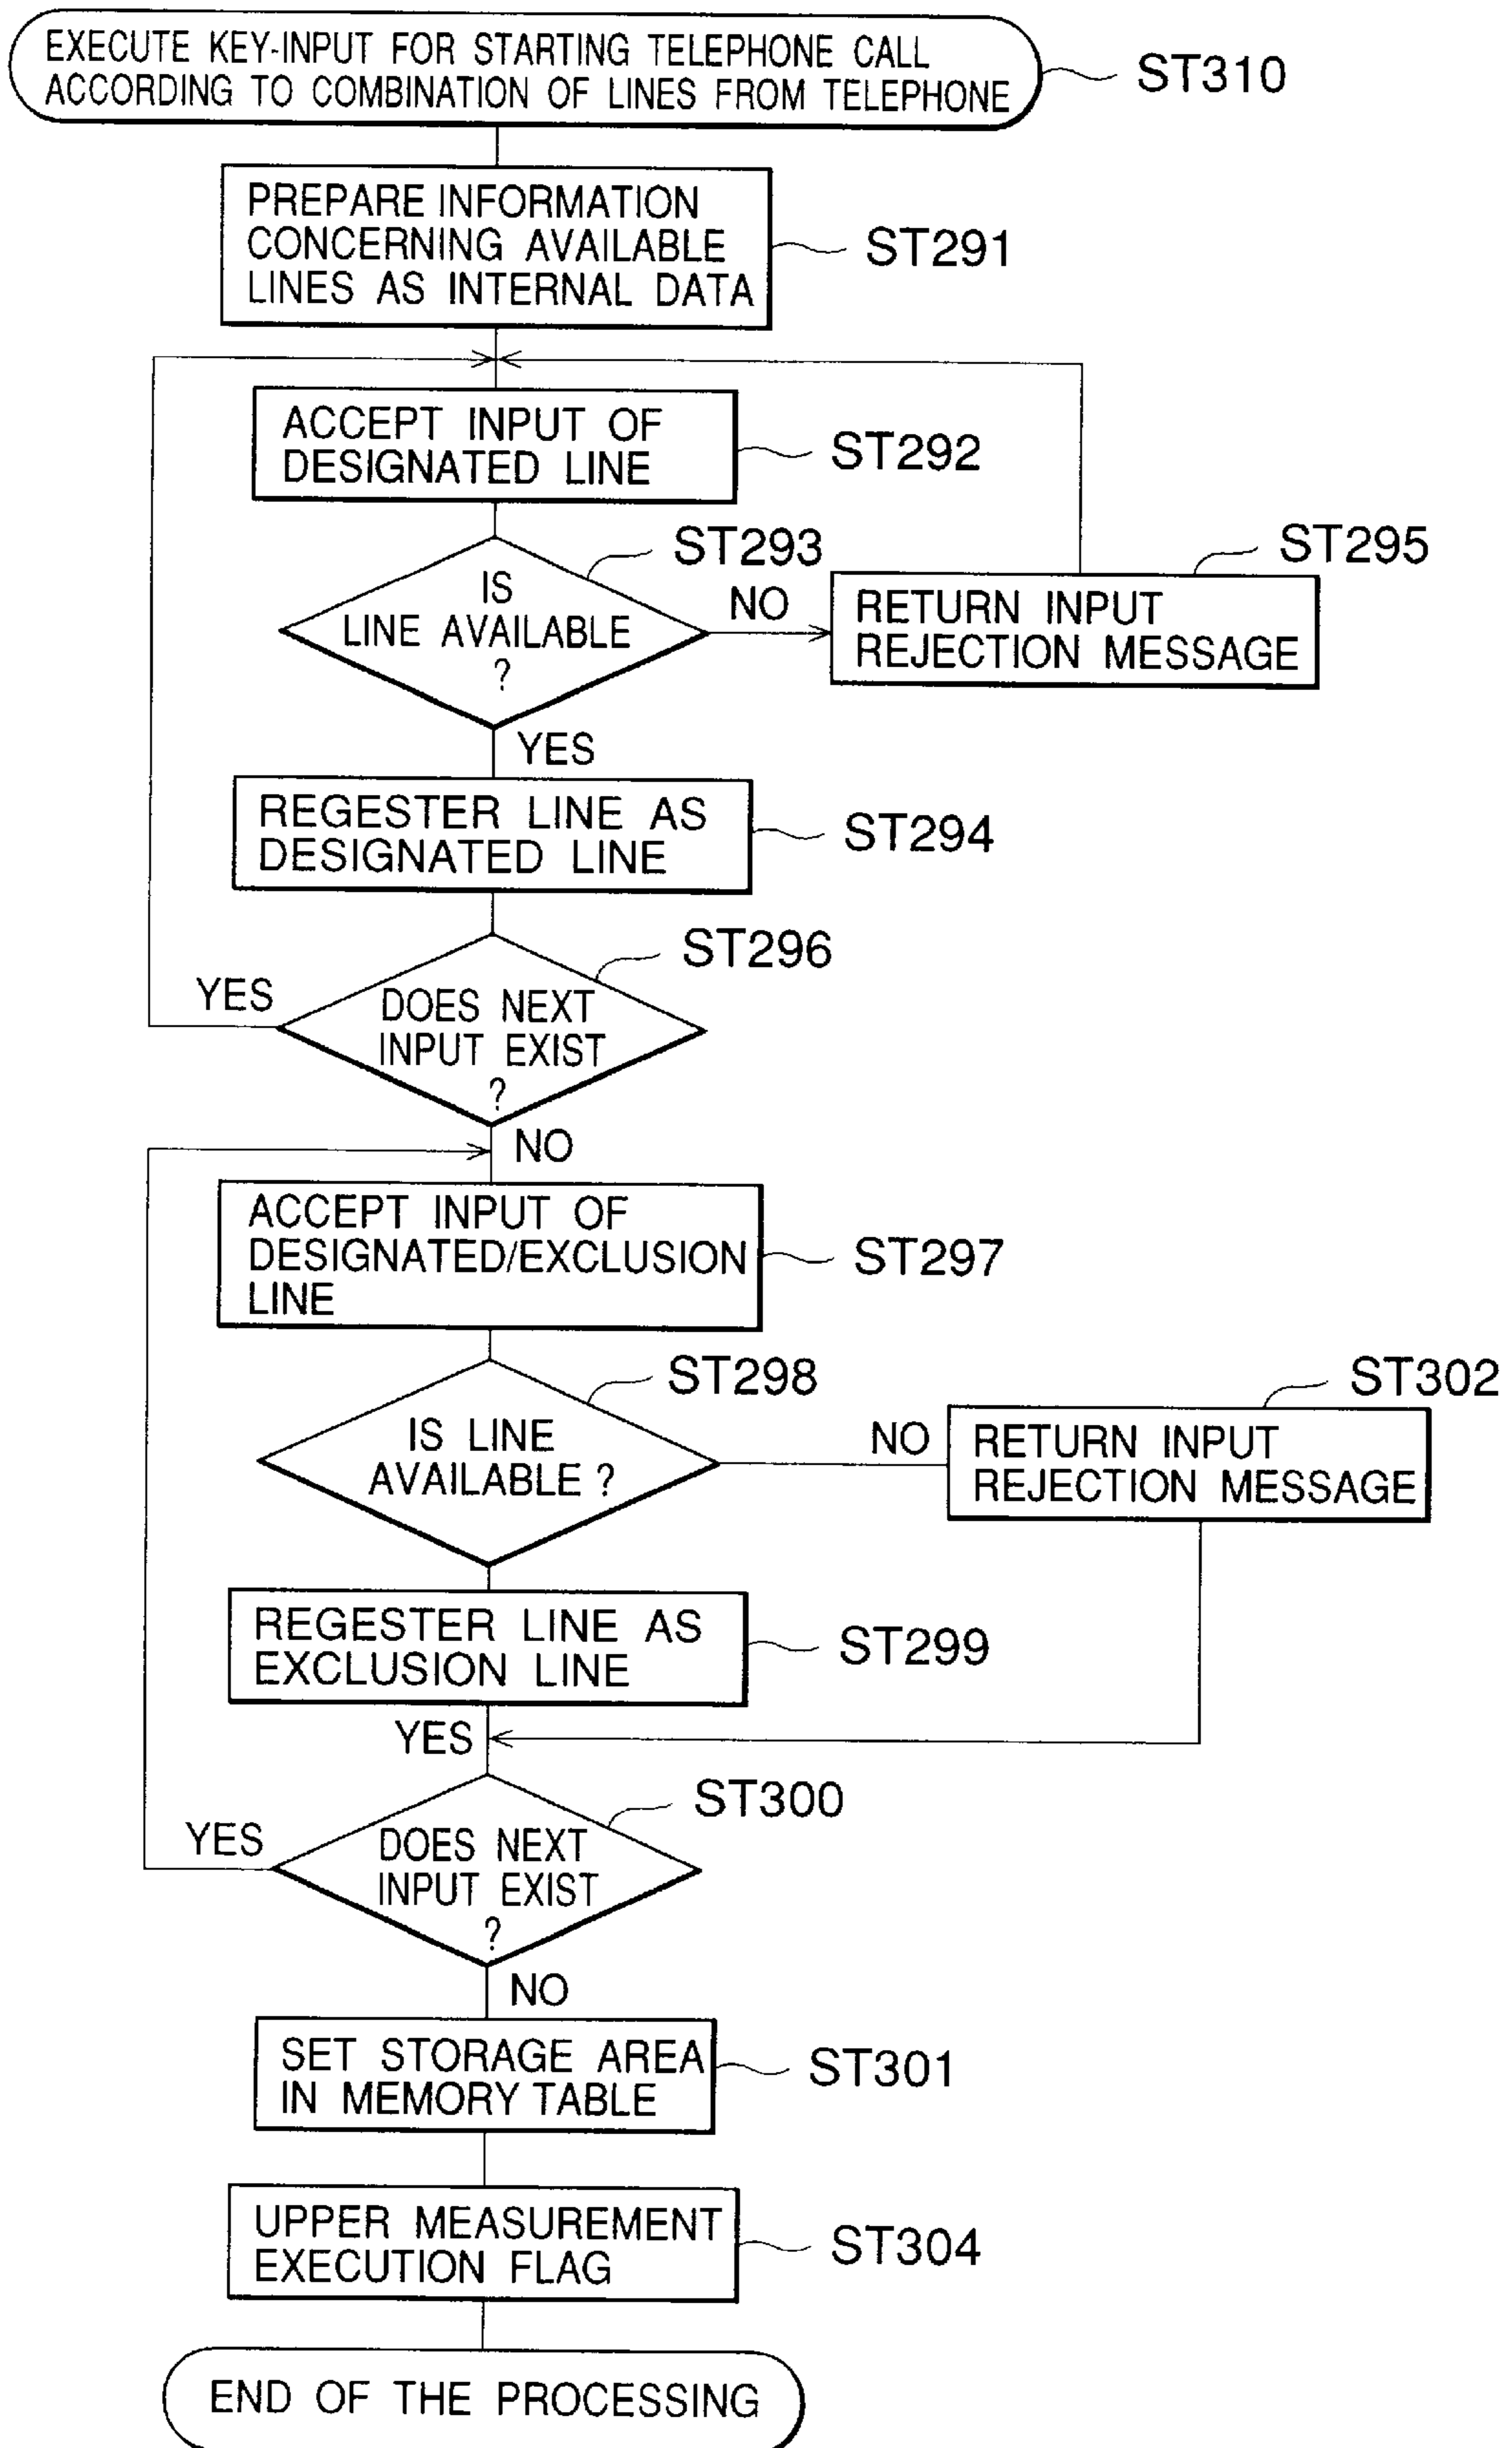 EXECUTE KEY-INPUT FOR STARTING TELEPHONE CALL
ACCORDING TO COMBINATION OF LINES FROM TELEPHONE
ST310
PREPARE INFORMATION
CONCERNING AVAILABLE
LINES AS INTERNAL DATA
ST291
ACCEPT INPUT OF
DESIGNATED LINE
ST292
IS
LINE AVAILABLE
?
ST293
NO
RETURN INPUT
REJECTION MESSAGE
ST295
YES
REGESTER LINE AS
DESIGNATED LINE
ST294
DOES NEXT
INPUT EXIST
?
ST296
YES
NO
ACCEPT INPUT OF
DESIGNATED/EXCLUSION
LINE
ST297
IS LINE
AVAILABLE ?
ST298
NO
RETURN INPUT
REJECTION MESSAGE
ST302
REGESTER LINE AS
EXCLUSION LINE
ST299
YES
DOES NEXT
INPUT EXIST
?
ST300
YES
NO
SET STORAGE AREA
IN MEMORY TABLE
ST301
UPPER MEASUREMENT
EXECUTION FLAG
ST304
END OF THE PROCESSING